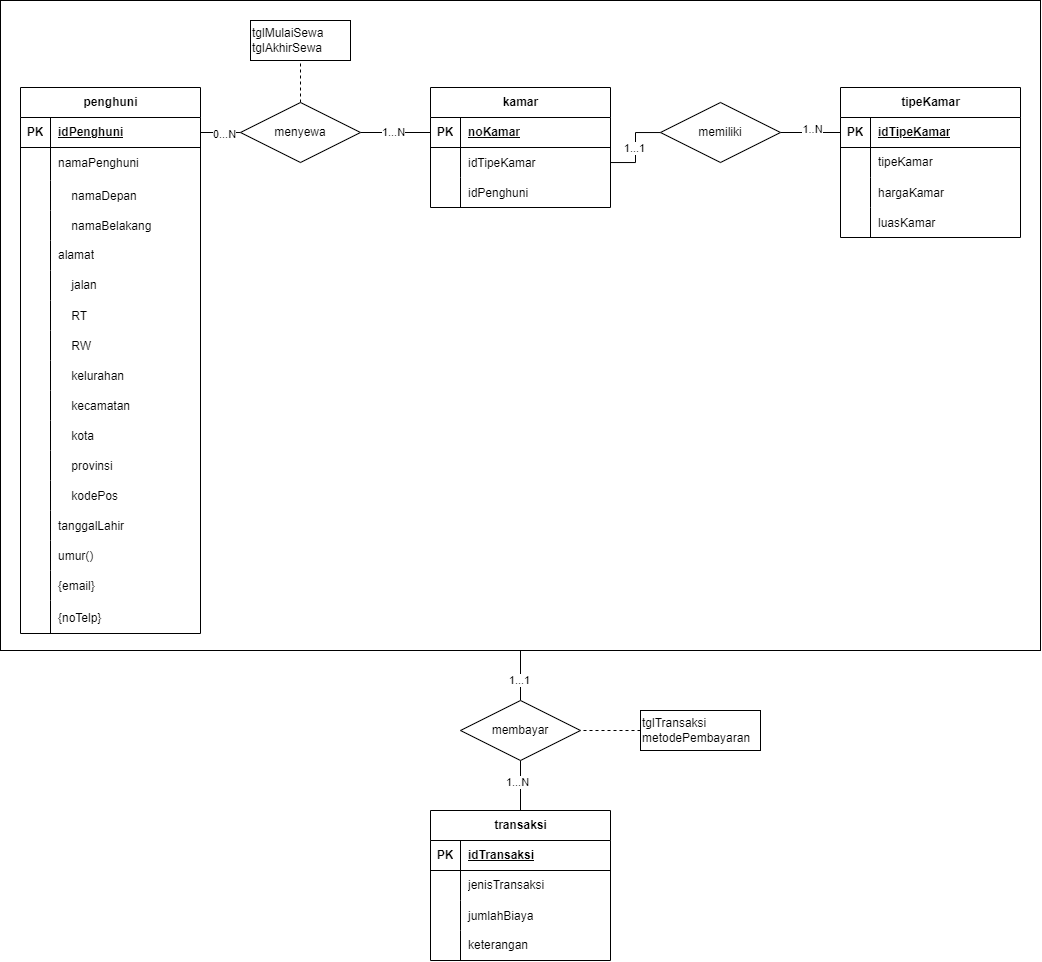 tglMulaiSewa
tglAkhirSewa
penghuni
PK idPenghuni
namaPenghuni
namaDepan
namaBelakang
alamat
jalan
RT
RW
kelurahan
kecamatan
kota
provinsi
kodePos
tanggalLahir
umur()
{email}
{noTelp}
0...N
menyewa
1...N
kamar
PK noKamar
idTipeKamar
idPenghuni
1...1
memiliki
1..N
tipeKamar
PK idTipeKamar
tipeKamar
hargaKamar
luasKamar
1...1
membayar
tglTransaksi
metodePembayaran
1...N
transaksi
PK idTransaksi
jenisTransaksi
jumlahBiaya
keterangan